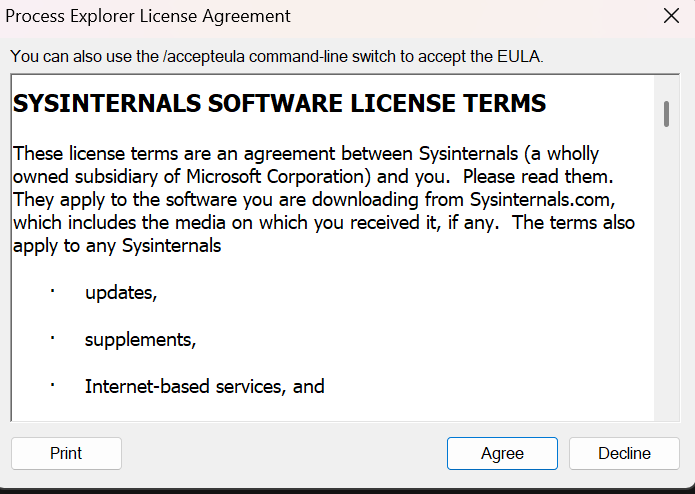 Process Explorer License Agreement
You can also use the /accepteula command-line switch to accept the EULA.
SYSINTERNALS SOFTWARE LICENSE TERMS
These license terms are an agreement between Sysinternals (a wholly
owned subsidiary of Microsoft Corporation) and you.  Please read them.
They apply to the software you are downloading from Sysinternals.com,
which includes the media on which you received it, if any.  The terms also
apply to any Sysinternals
· updates,
· supplements,
· Internet-based services, and
Print Agree Decline